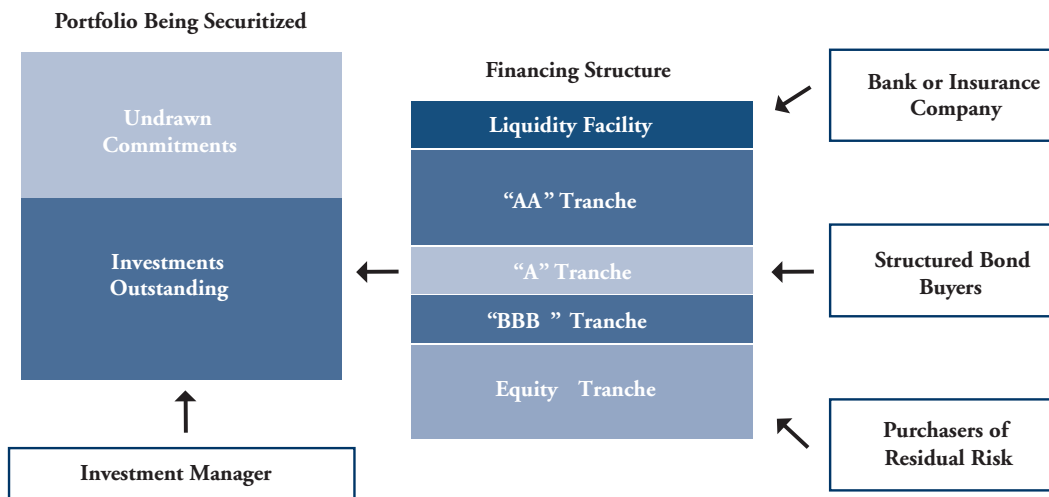 Portfolio Being Securitized
Undrawn
Commitments
Investments
Outstanding
Investment Manager
Financing Structure
Liquidity Facility
“AA” Tranche
“A” Tranche
“BBB ” Tranche
Equity Tranche
Bank or Insurance
Company
Structured Bond
Buyers
Purchasers of
Residual Risk